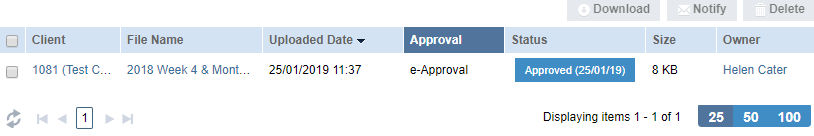 Download Notify Delete
Client File Name Uploaded Date Approval Status Size Owner
1081 (Test C... 2018 Week 4 & Mont... 25/01/2019 11:37 e-Approval Approved (25/01/19) 8 KB Helen Cater
1 Displaying items 1 - 1 of 1 25 50 100